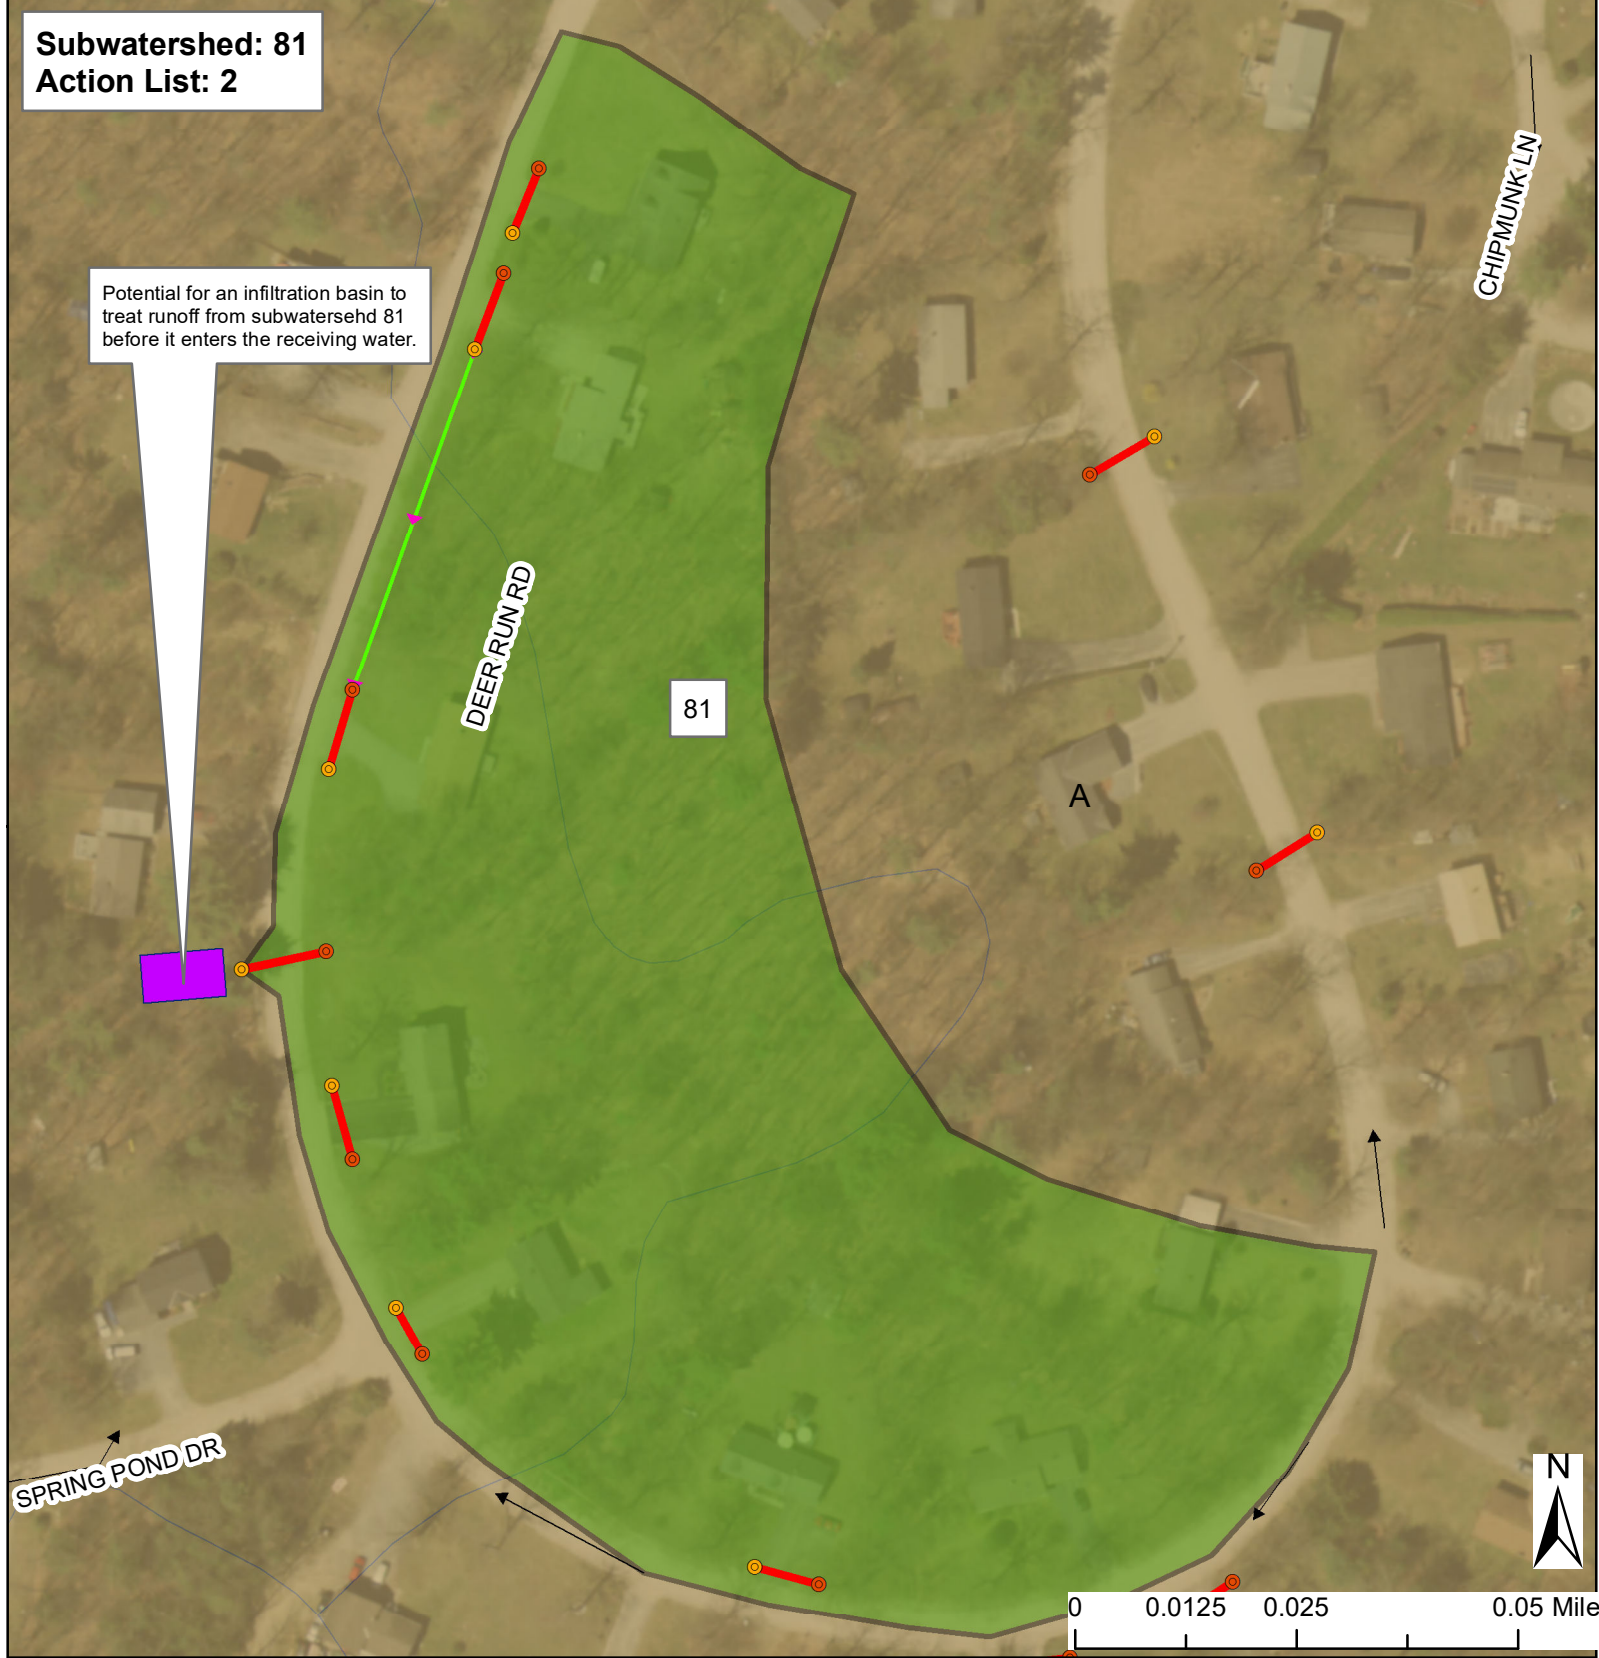 Subwatershed: 81
Action List: 2
CHIPMUNK LN
Potential for an infiltration basin to
treat runoff from subwatersehd 81
before it enters the receiving water.
DEER RUN RD
81
A
SPRING POND DR
N
0 0.0125 0.025 0.05 Mile